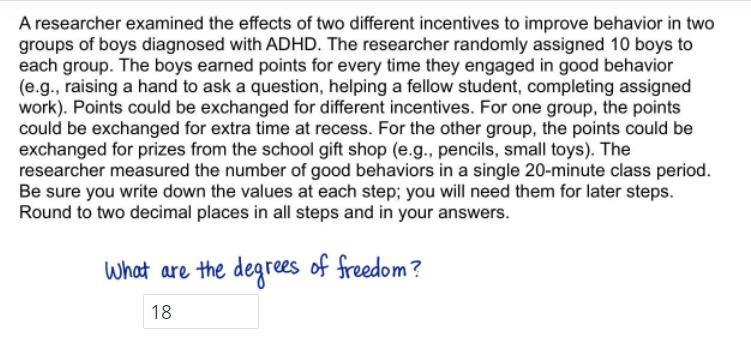 A researcher examined the effects of two different incentives to improve behavior in two
groups of boys diagnosed with ADHD. The researcher randomly assigned 10 boys to
each group. The boys earned points for every time they engaged in good behavior
(e.g., raising a hand to ask a question, helping a fellow student, completing assigned
work). Points could be exchanged for different incentives. For one group, the points
could be exchanged for extra time at recess. For the other group, the points could be
exchanged for prizes from the school gift shop (e.g., pencils, small toys). The
researcher measured the number of good behaviors in a single 20-minute class period.
Be sure you write down the values at each step; you will need them for later steps.
Round to two decimal places in all steps and in your answers.
What are the degrees of freedom?
18